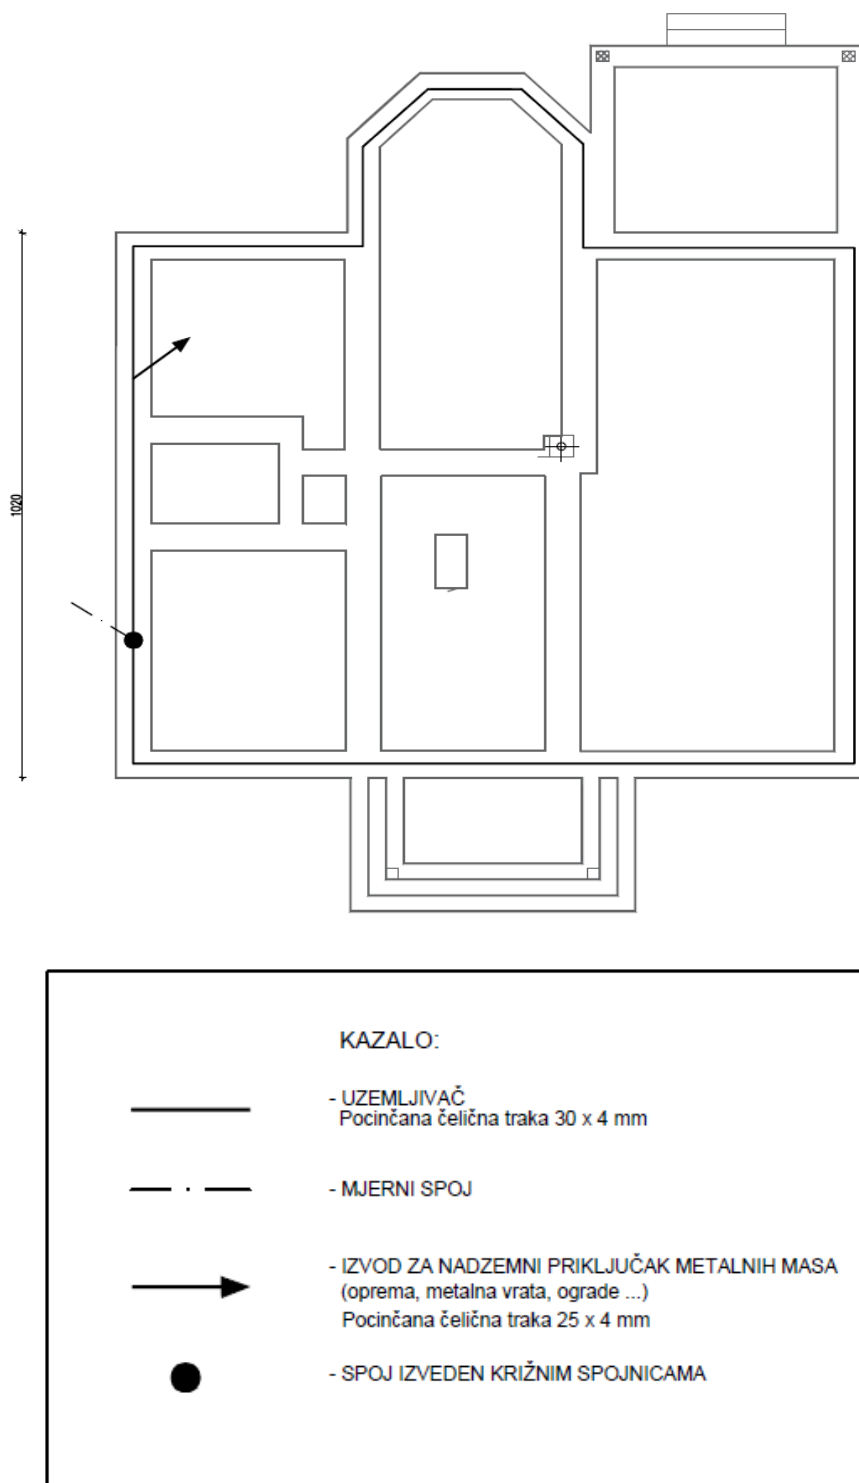 1020
KAZALO:
- UZEMLJIVAČ
Pocinčana čelična traka 30 x 4 mm
- MJERNI SPOJ
- IZVOD ZA NADZEMNI PRIKLJUČAK METALNIH MASA
(oprema, metalna vrata, ograde ...)
Pocinčana čelična traka 25 x 4 mm
- SPOJ IZVEDEN KRIŽNIM SPOJNICAMA